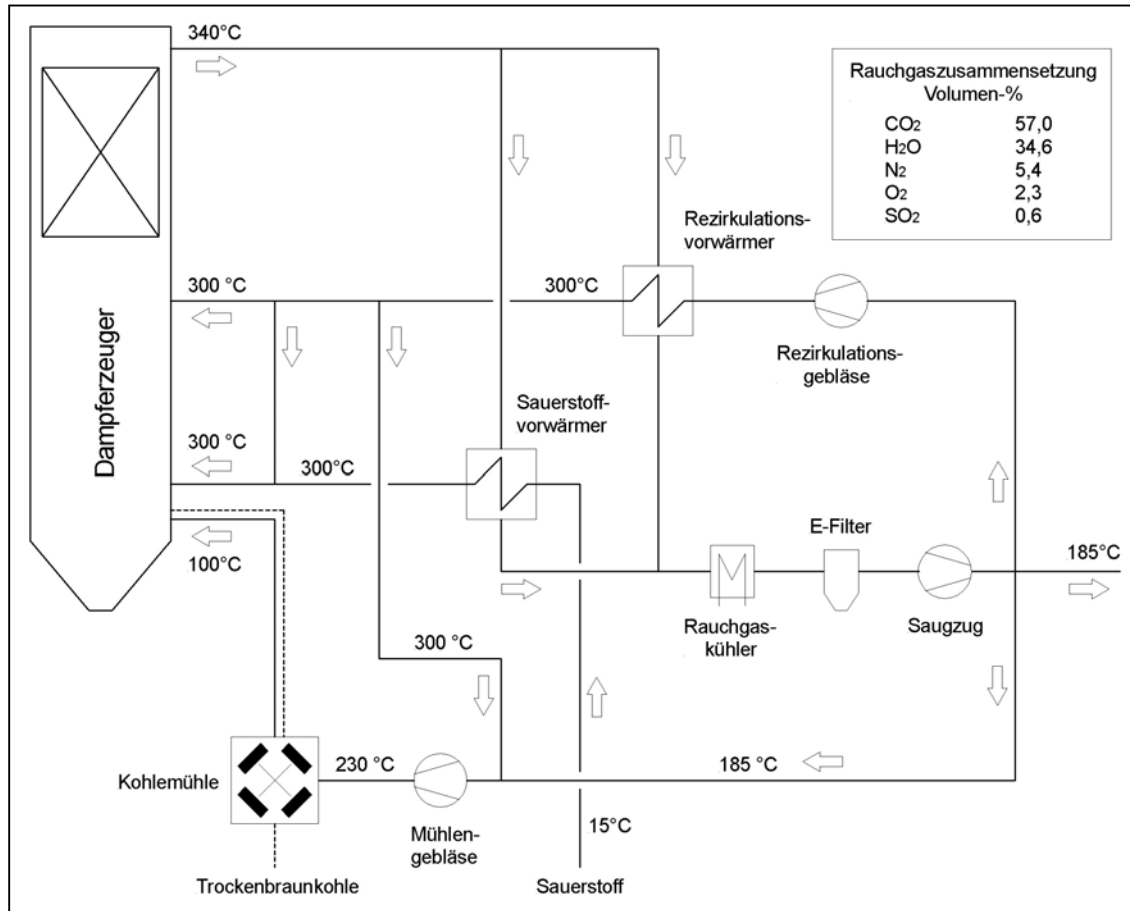 340°C
Rauchgaszusammensetzung
Volumen-%
CO2 57,0
H2O 34,6
N2 5,4
O2 2,3
SO2 0,6
Rezirkulations-
vorwärmer
300 °C
300°C
Rezirkulations-
gebläse
Dampferzeuger
Sauerstoff-
vorwärmer
300 °C
300°C
E-Filter
100°C
185°C
Rauchgas-
kühler
Saugzug
300 °C
Kohlemühle
230 °C
185 °C
Mühlen-
gebläse
15°C
Trockenbraunkohle
Sauerstoff